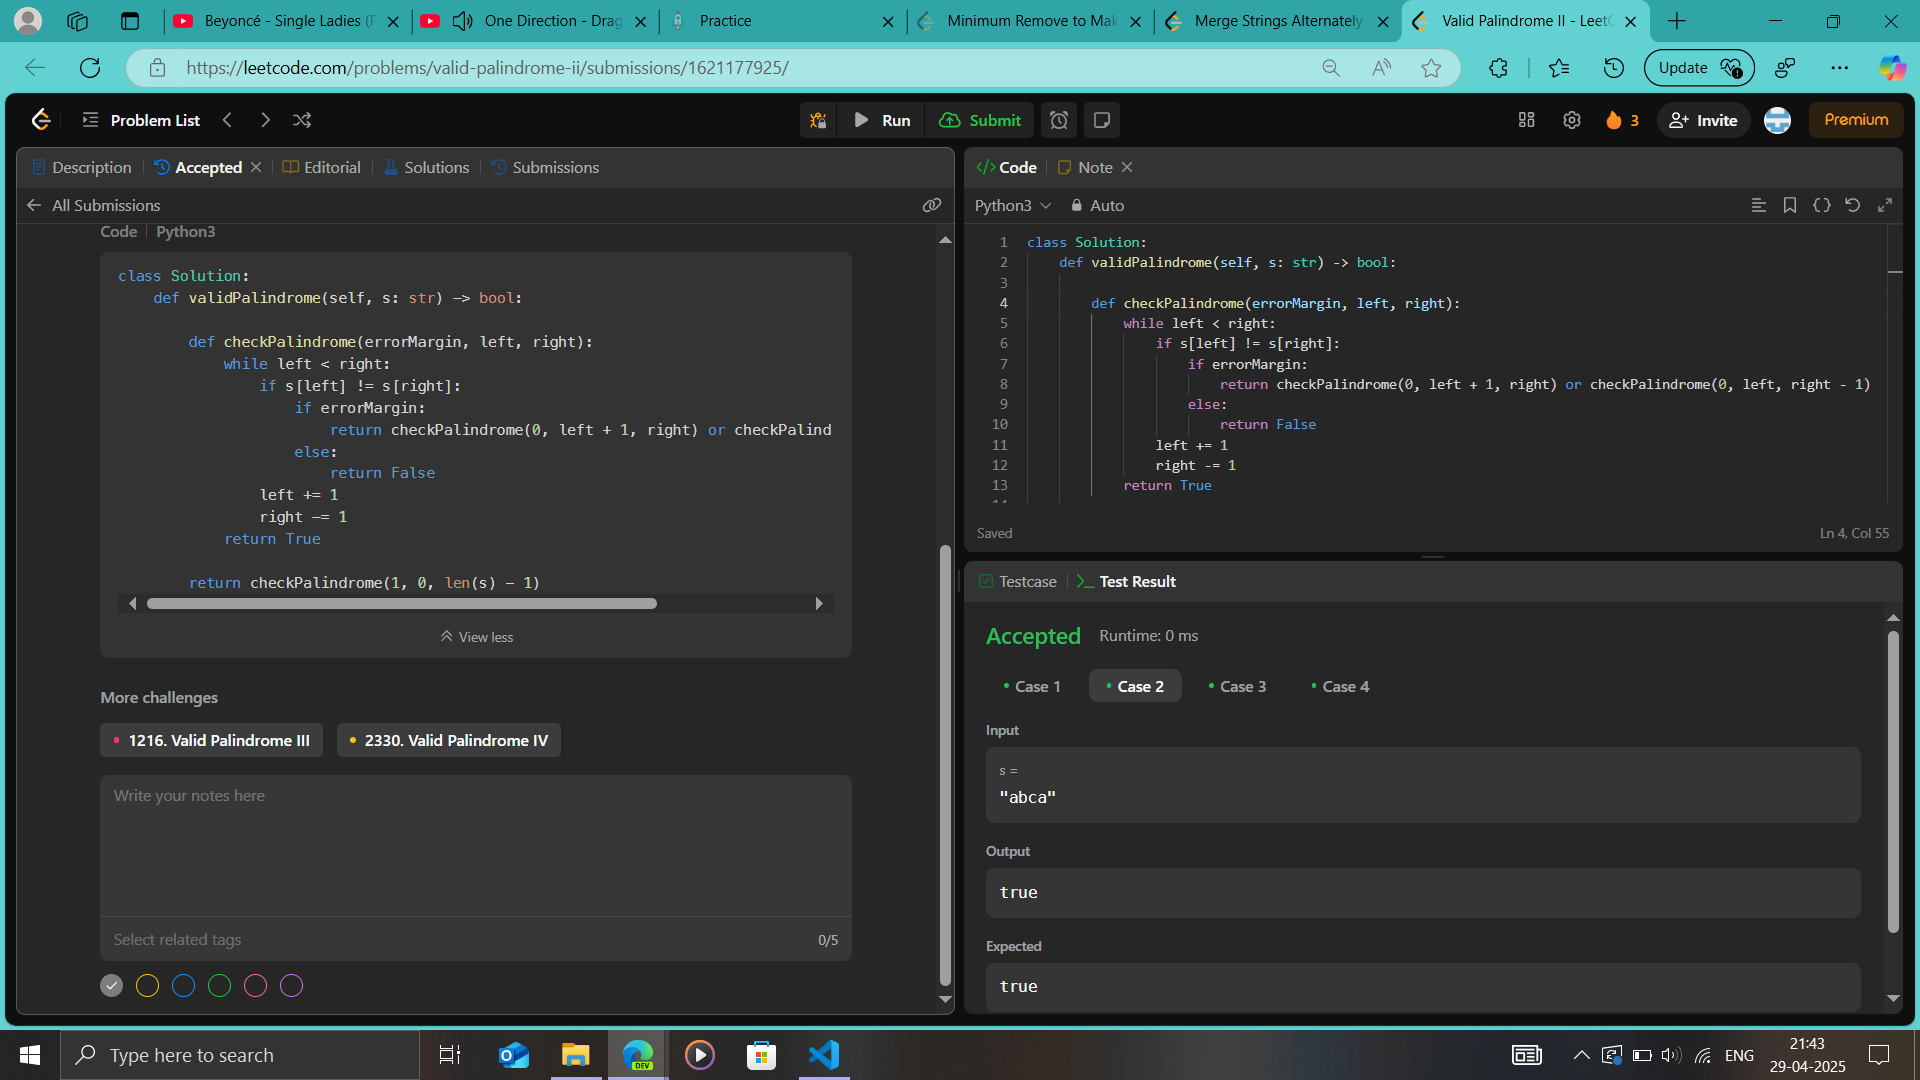 Beyoncé - Single Ladies (P
One Direction - Drag
Practice
Minimum Remove to Mak
Merge Strings Alternately
Valid Palindrome II - LeetC
https://leetcode.com/problems/valid-palindrome-ii/submissions/1621177925/
Update
Problem List
Run
Submit
3
Invite
Premium
Description
Accepted
Editorial
Solutions
Submissions
All Submissions
Code | Python3
class Solution:
    def validPalindrome(self, s: str) -> bool:
        def checkPalindrome(errorMargin, left, right):
            while left < right:
                if s[left] != s[right]:
                    if errorMargin:
                        return checkPalindrome(0, left + 1, right) or checkPalind
                    else:
                        return False
                left += 1
                right -= 1
            return True
        return checkPalindrome(1, 0, len(s) - 1)
View less
More challenges
1216. Valid Palindrome III
2330. Valid Palindrome IV
Write your notes here
Select related tags
0/5
Code
Note
Python3
Auto
1 class Solution:
2     def validPalindrome(self, s: str) -> bool:
3
4         def checkPalindrome(errorMargin, left, right):
5             while left < right:
6                 if s[left] != s[right]:
7                     if errorMargin:
8                         return checkPalindrome(0, left + 1, right) or checkPalindrome(0, left, right - 1)
9                     else:
10                         return False
11                 left += 1
12                 right -= 1
13             return True
Saved
Ln 4, Col 55
Testcase
Test Result
Accepted
Runtime: 0 ms
Case 1
Case 2
Case 3
Case 4
Input
s =
"abca"
Output
true
Expected
true
Type here to search
DEV
ENG
21:43
29-04-2025